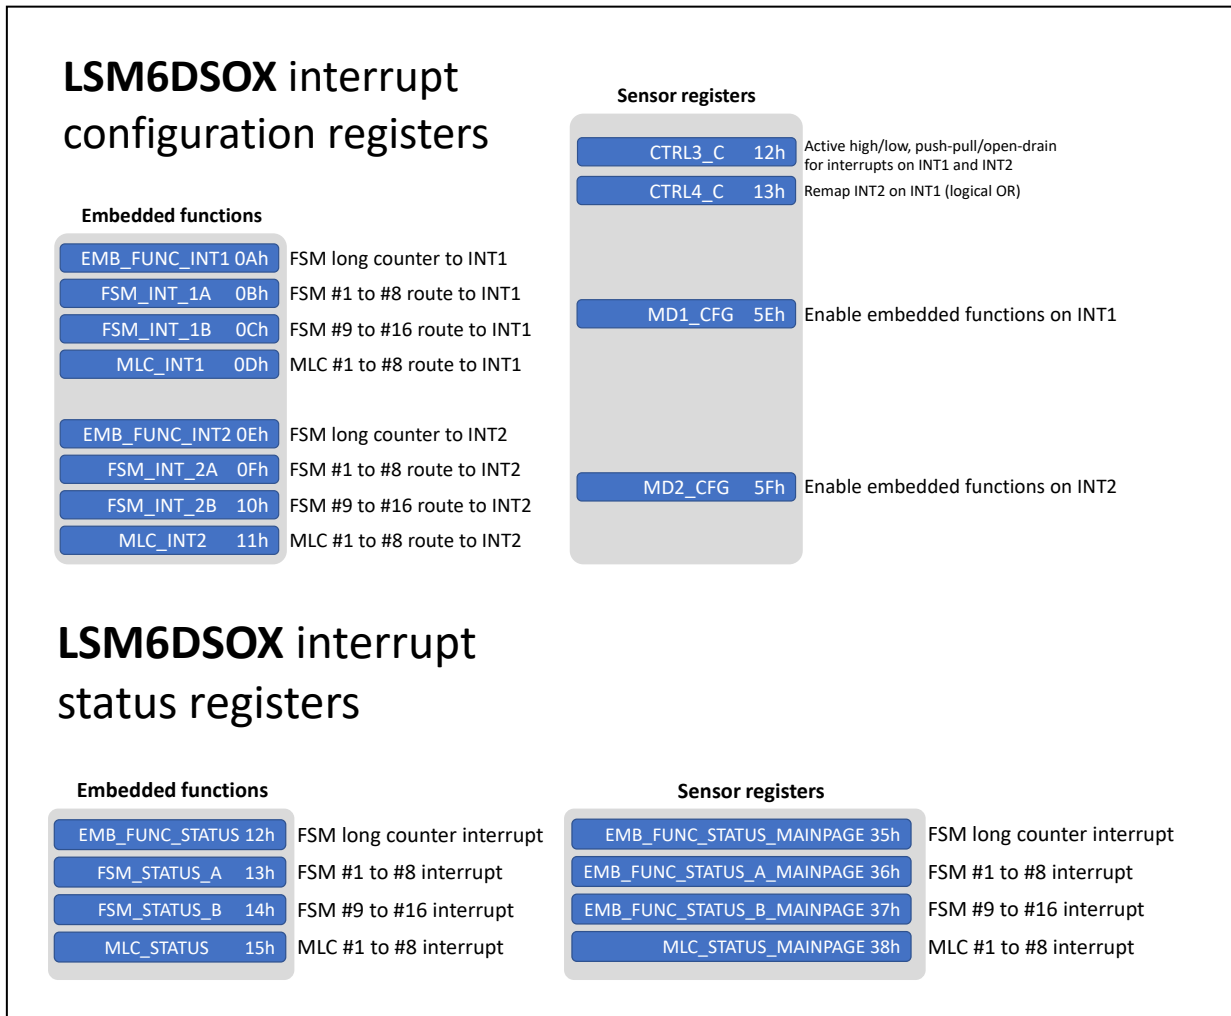 LSM6DSOX interrupt
configuration registers
Embedded functions
EMB_FUNC_INT1 0Ah FSM long counter to INT1
FSM_INT_1A 0Bh FSM #1 to #8 route to INT1
FSM_INT_1B 0Ch FSM #9 to #16 route to INT1
MLC_INT1 0Dh MLC #1 to #8 route to INT1
EMB_FUNC_INT2 0Eh FSM long counter to INT2
FSM_INT_2A 0Fh FSM #1 to #8 route to INT2
FSM_INT_2B 10h FSM #9 to #16 route to INT2
MLC_INT2 11h MLC #1 to #8 route to INT2
Sensor registers
CTRL3_C 12h Active high/low, push-pull/open-drain
for interrupts on INT1 and INT2
CTRL4_C 13h Remap INT2 on INT1 (logical OR)
MD1_CFG 5Eh Enable embedded functions on INT1
MD2_CFG 5Fh Enable embedded functions on INT2
LSM6DSOX interrupt
status registers
Embedded functions
EMB_FUNC_STATUS 12h FSM long counter interrupt
FSM_STATUS_A 13h FSM #1 to #8 interrupt
FSM_STATUS_B 14h FSM #9 to #16 interrupt
MLC_STATUS 15h MLC #1 to #8 interrupt
Sensor registers
EMB_FUNC_STATUS_MAINPAGE 35h FSM long counter interrupt
EMB_FUNC_STATUS_A_MAINPAGE 36h FSM #1 to #8 interrupt
EMB_FUNC_STATUS_B_MAINPAGE 37h FSM #9 to #16 interrupt
MLC_STATUS_MAINPAGE 38h MLC #1 to #8 interrupt